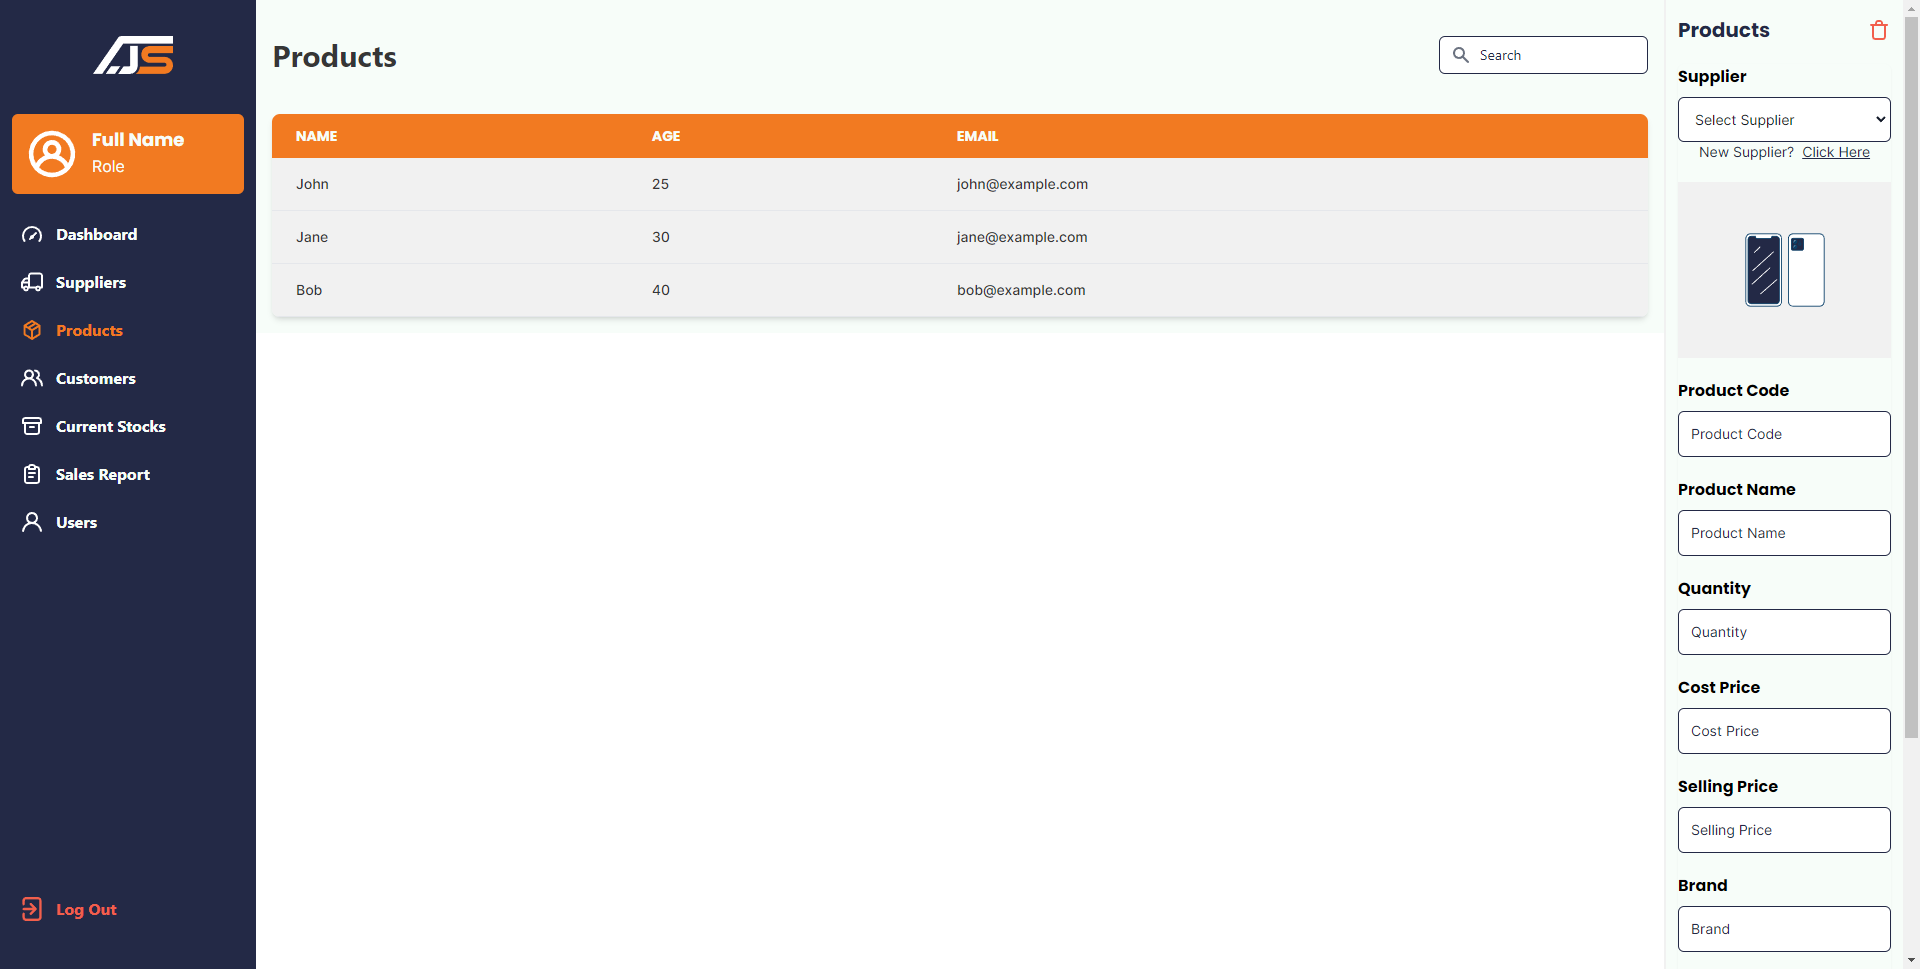 AJS
Full Name
Role
Dashboard
Suppliers
Products
Customers
Current Stocks
Sales Report
Users
Log Out
Products
Search
NAME AGE EMAIL
John 25 john@example.com
Jane 30 jane@example.com
Bob 40 bob@example.com
Products
Supplier
Select Supplier
New Supplier? Click Here
Product Code
Product Code
Product Name
Product Name
Quantity
Quantity
Cost Price
Cost Price
Selling Price
Selling Price
Brand
Brand